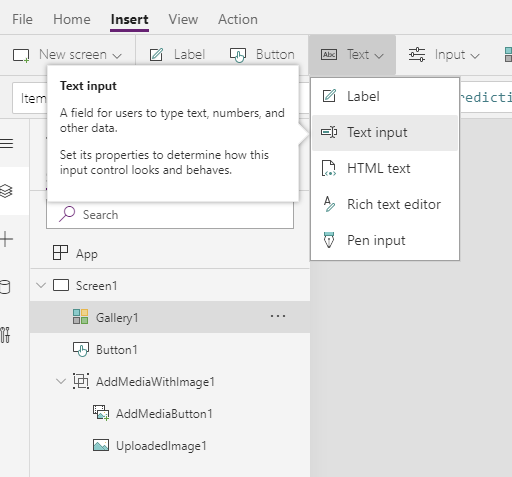 File Home Insert View Action
New screen Label Button Text Input
Text input
A field for users to type text, numbers, and
other data.
Set its properties to determine how this
input control looks and behaves.
Item
Abc
Label
Text input
HTML text
Rich text editor
Pen input
Search
App
Screen1
Gallery1
Button1
AddMediaWithImage1
AddMediaButton1
UploadedImage1